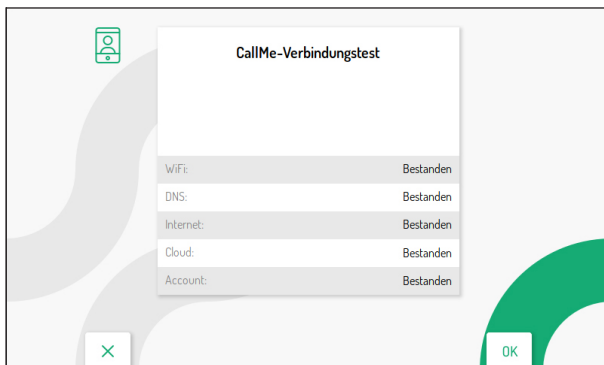 CallMe-Verbindungstest
WiFi: Bestanden
DNS: Bestanden
Internet: Bestanden
Cloud: Bestanden
Account: Bestanden
OK